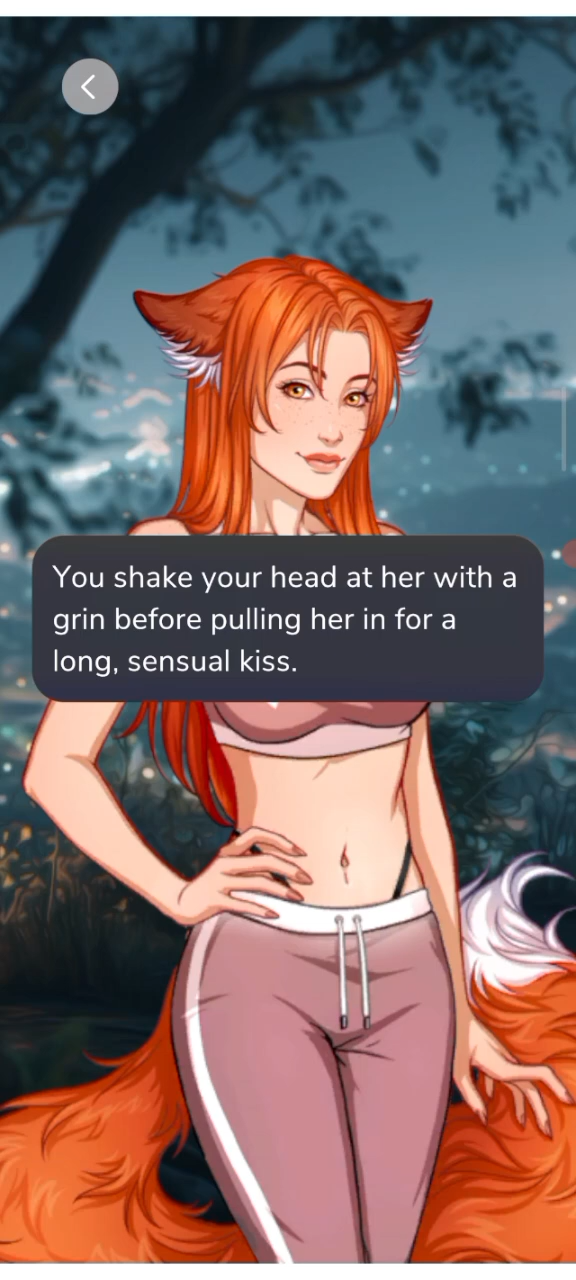 You shake your head at her with a
grin before pulling her in for a
long, sensual kiss.